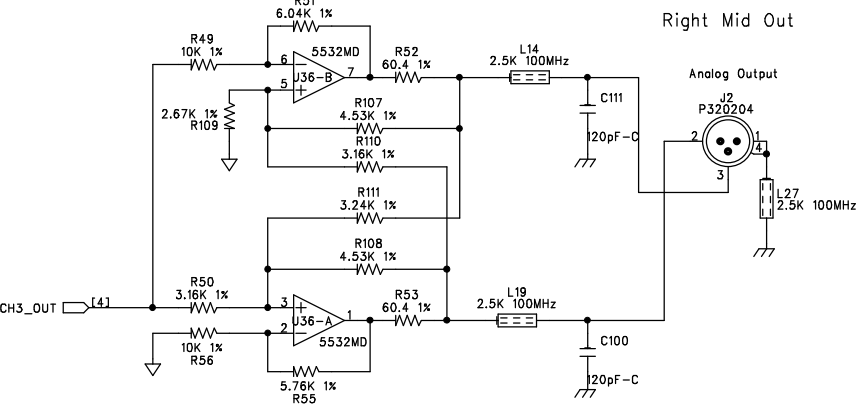 R51
6.04K 1%
Right Mid Out
R49
10K 1%
5532MD
R52
60.4 1%
L14
2.5K 100MHz
6
7
U36-B
5
Analog Output
J2
P320204
C111
120pF-C
2.67K 1%
R109
R107
4.53K 1%
R110
3.16K 1%
2
1
4
3
R111
3.24K 1%
L27
2.5K 100MHz
R108
4.53K 1%
R50
3.16K 1%
CH3_OUT
[4]
3
1
U36-A
2
5532MD
R53
60.4 1%
L19
2.5K 100MHz
10K 1%
R56
C100
120pF-C
5.76K 1%
R55